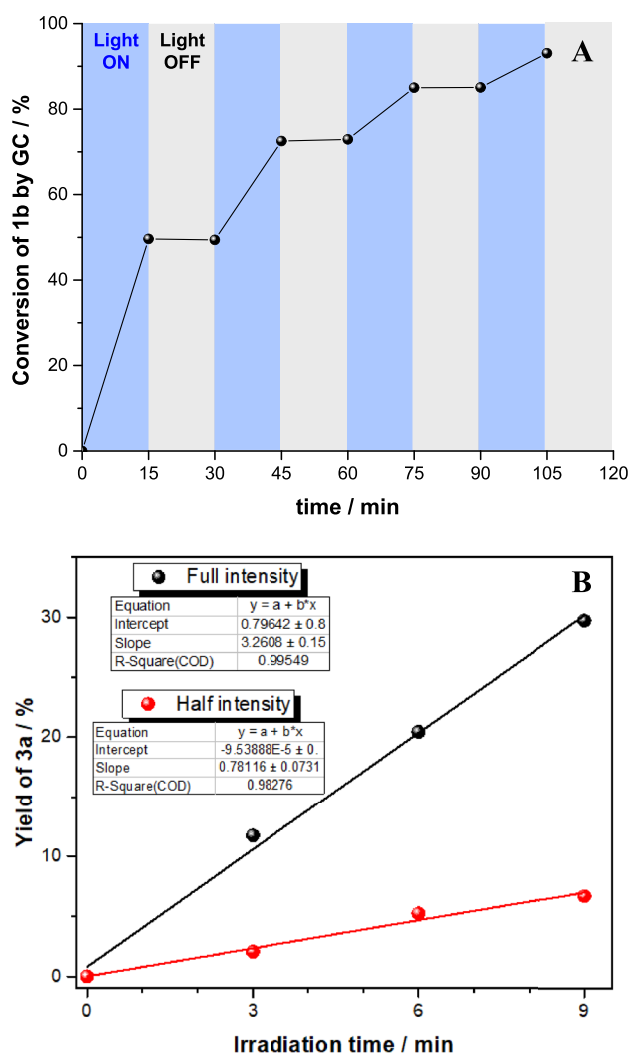 100
80
60
40
20
0
Conversion of 1b by GC / %
Light
ON
Light
OFF
A
0 15 30 45 60 75 90 105 120
time / min
B
Full intensity
Equation y = a + b*x
Intercept 0.79642 ± 0.8
Slope 3.2608 ± 0.15
R-Square(COD) 0.99549
Half intensity
Equation y = a + b*x
Intercept -9.53888E-5 ± 0.
Slope 0.78116 ± 0.0731
R-Square(COD) 0.98276
30
20
10
0
Yield of 3a / %
0 3 6 9
Irradiation time / min